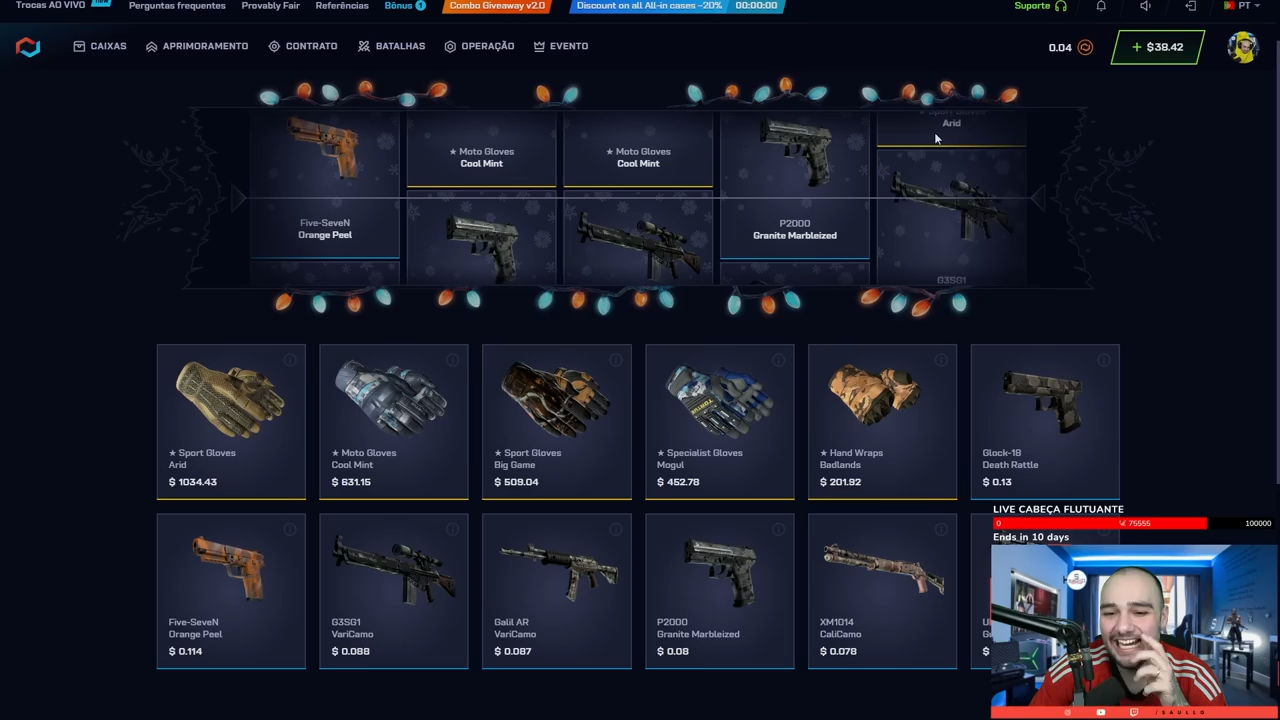 Trocas AO VIVO
Perguntas frequentes
Provably Fair
Referências
Bônus 1
Combo Giveaway v2.0
Discount on all All-in cases ~20% 00:00:00
Suporte
PT
CAIXAS
APRIMORAMENTO
CONTRATO
BATALHAS
OPERAÇÃO
EVENTO
0.04
+ $38.42
Five-SeveN
Orange Peel
★ Moto Gloves
Cool Mint
★ Moto Gloves
Cool Mint
P2000
Granite Marbleized
★ Sport Gloves
Arid
G3SG1
★ Sport Gloves
Arid
$ 1034.43
★ Moto Gloves
Cool Mint
$ 631.15
★ Sport Gloves
Big Game
$ 509.04
★ Specialist Gloves
Mogul
$ 452.78
★ Hand Wraps
Badlands
$ 201.92
Glock-18
Death Rattle
$ 0.13
Five-SeveN
Orange Peel
$ 0.114
G3SG1
VariCamo
$ 0.088
Galil AR
VariCamo
$ 0.087
P2000
Granite Marbleized
$ 0.08
XM1014
CaliCamo
$ 0.078
LIVE CABEÇA FLUTUANTE
0 75555 100000
Ends in 10 days
/SAULLO